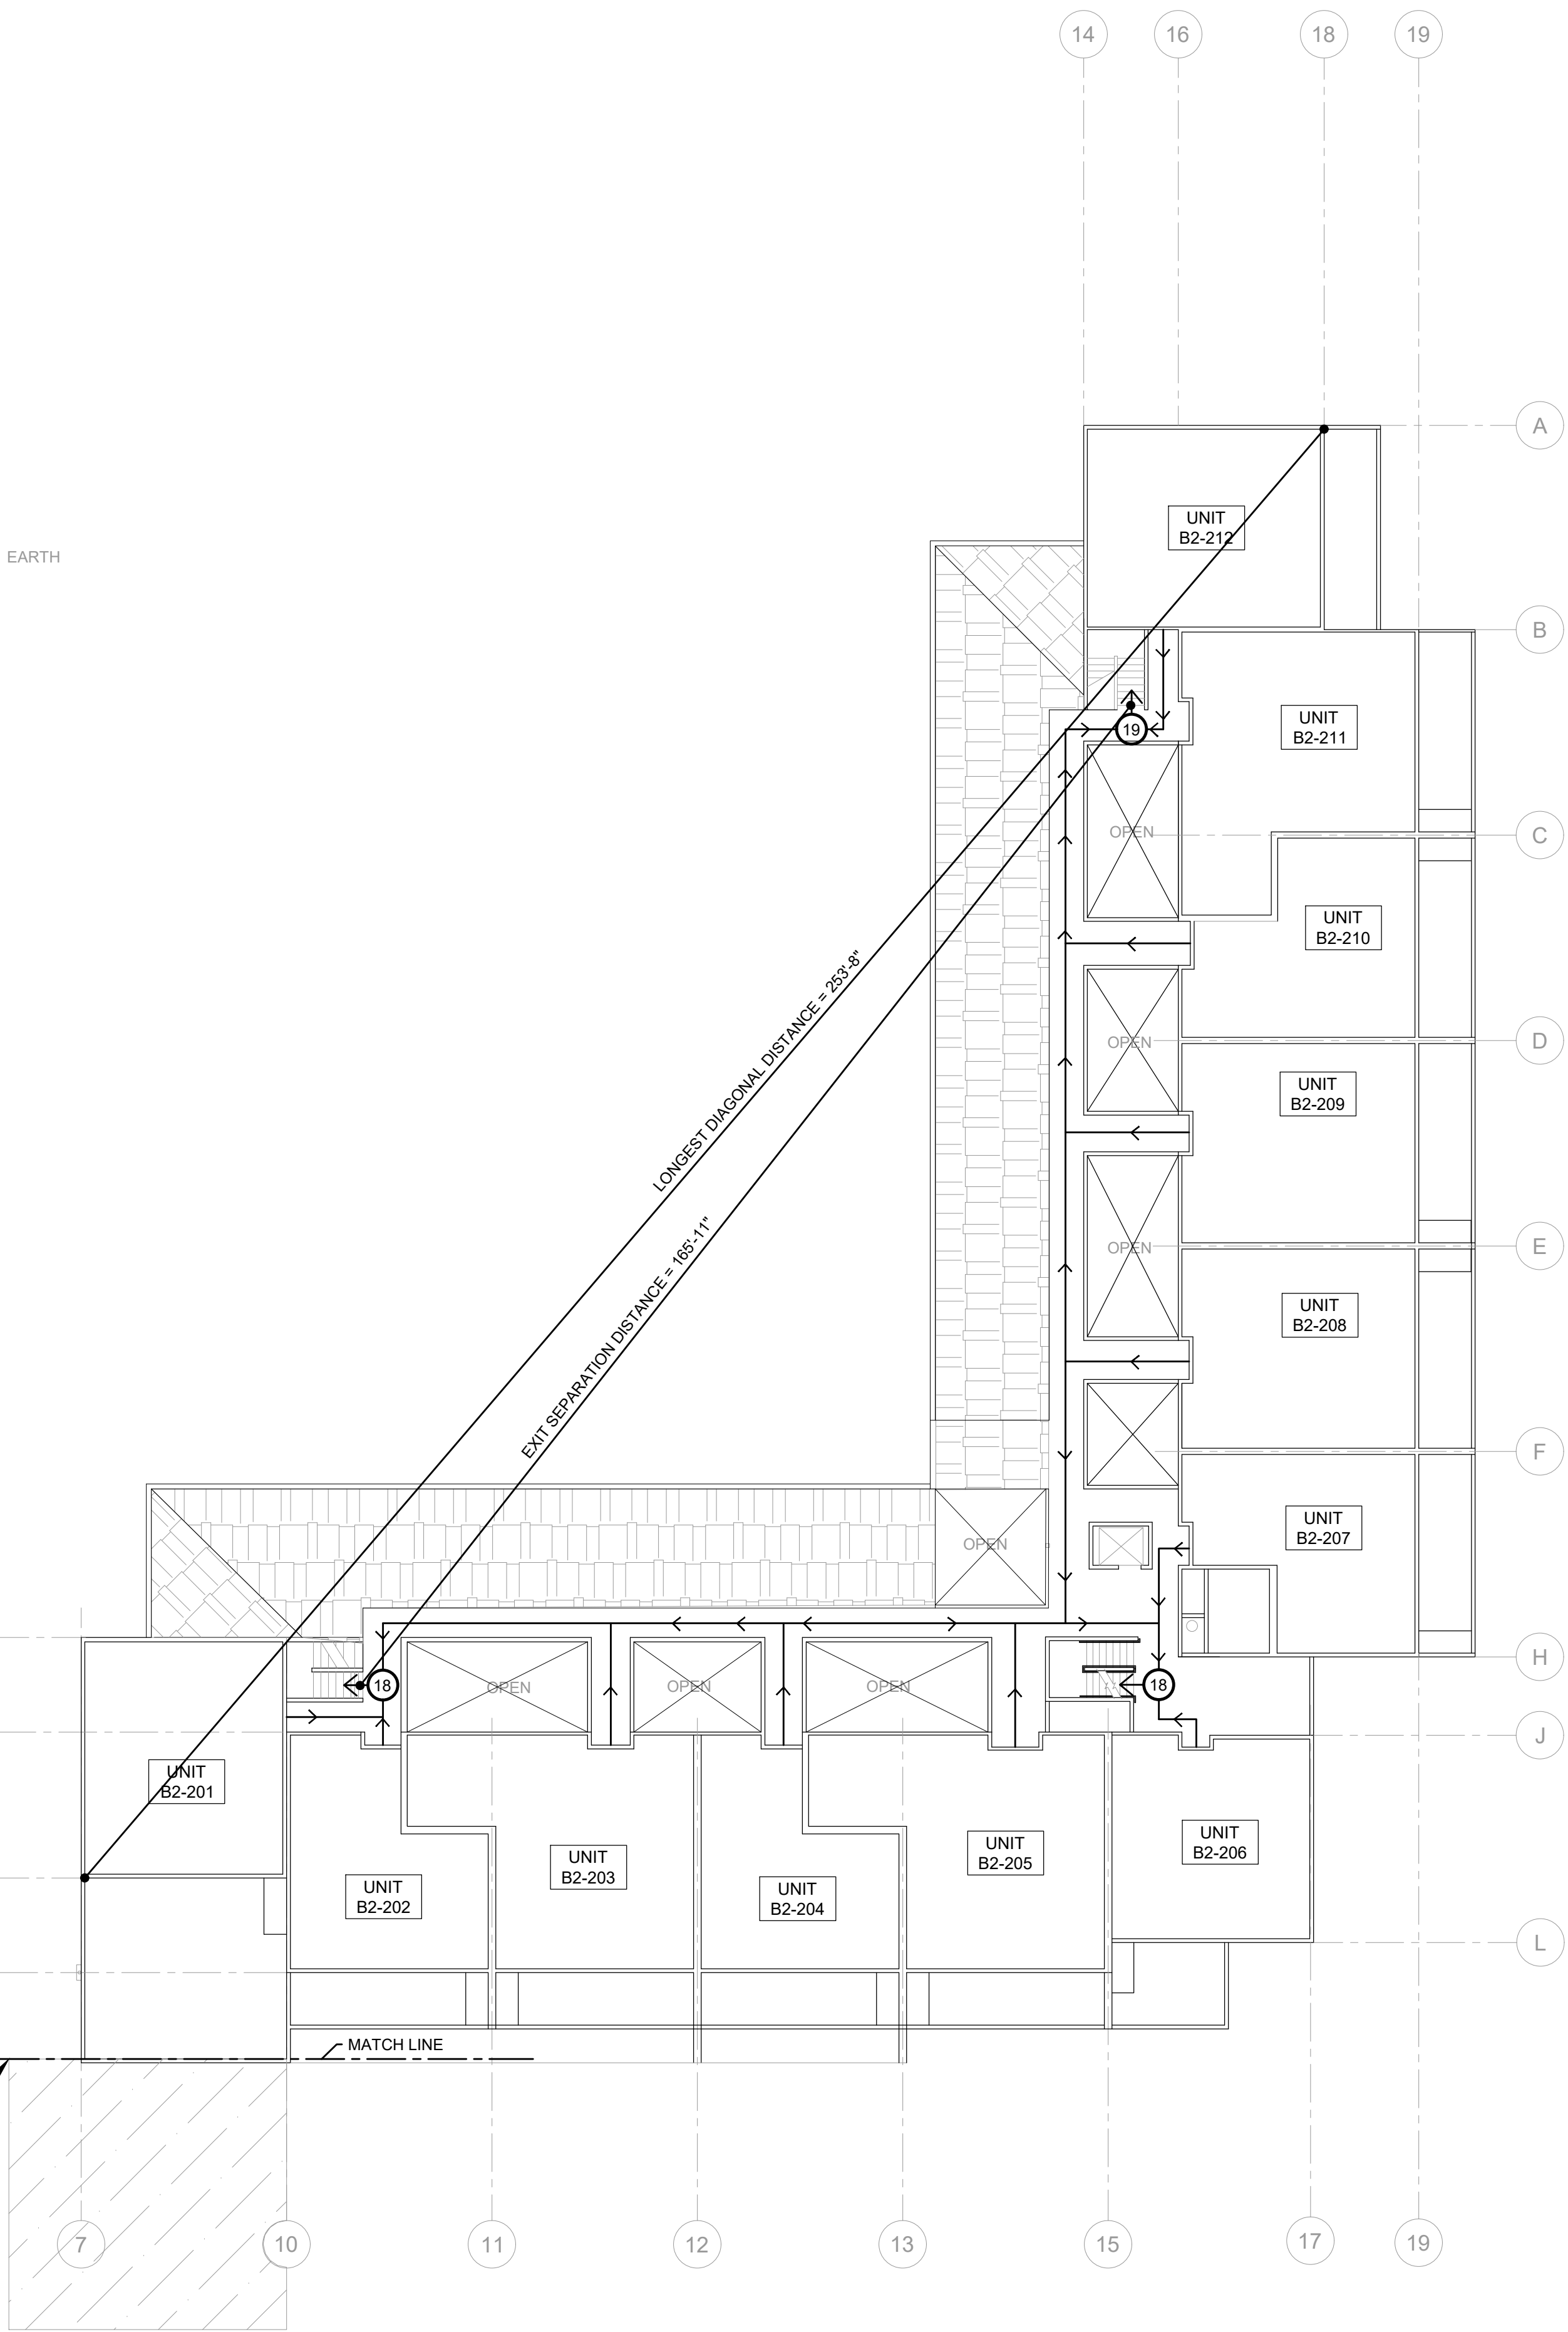 14
16
18
19
A
EARTH
UNIT
B2-212
B
UNIT
B2-211
19
OPEN
C
UNIT
B2-210
LONGEST DIAGONAL DISTANCE = 253'-8"
OPEN
D
UNIT
B2-209
EXIT SEPARATION DISTANCE = 165'-11"
OPEN
E
UNIT
B2-208
F
UNIT
B2-207
OPEN
H
18
OPEN
OPEN
OPEN
18
J
UNIT
B2-201
UNIT
B2-202
UNIT
B2-203
UNIT
B2-204
UNIT
B2-205
UNIT
B2-206
L
MATCH LINE
7
10
11
12
13
15
17
19